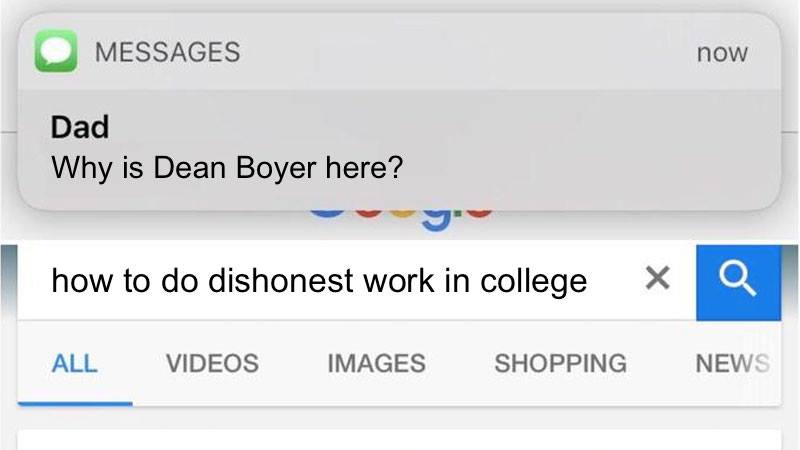 MESSAGES now
Dad
Why is Dean Boyer here?
Google
how to do dishonest work in college
ALL VIDEOS IMAGES SHOPPING NEWS